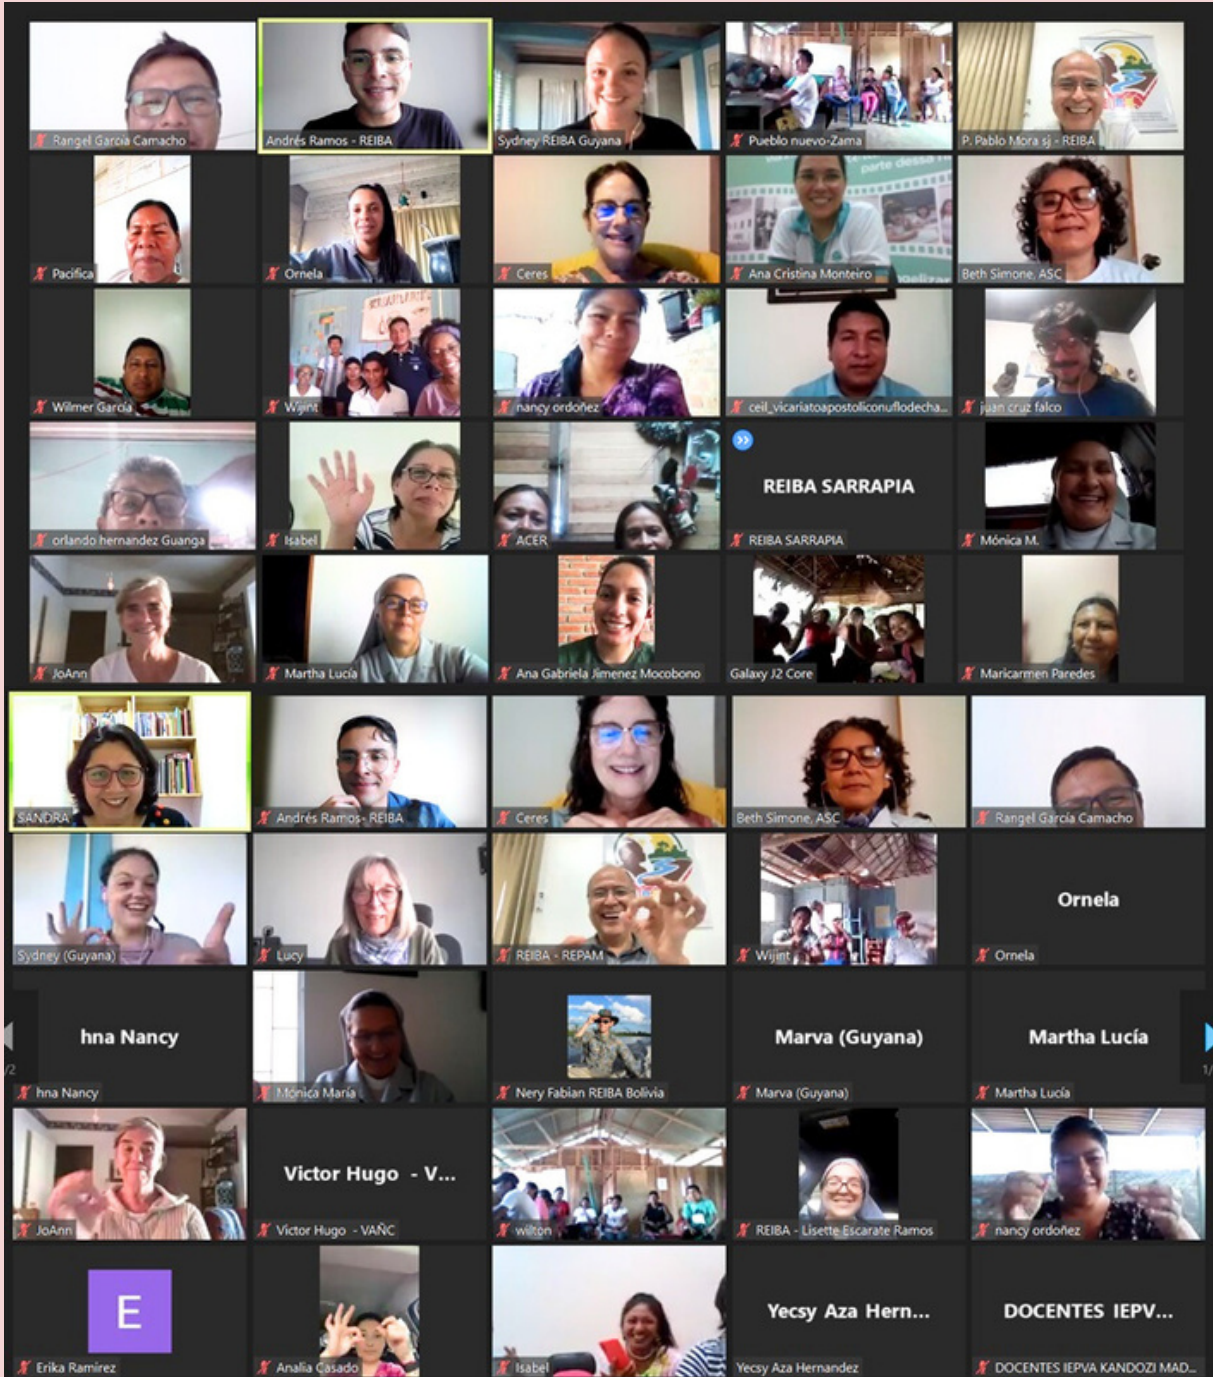 Rangel Garcia Camacho
Andrés Ramos - REIBA
Sydney REIBA Guyana
Pueblo nuevo-Zama
P. Pablo Mora sj - REIBA
parte dessa
Pacifica
Ornela
Ceres
Ana Cristina Monteiro
Beth Simone, ASC
Wilmer García
Wijint
nancy ordoñez
ceil_vicariatoapostoliconuflodecha...
juan cruz falco
orlando hernandez Guanga
Isabel
ACER
REIBA SARRAPIA
REIBA SARRAPIA
Mónica M.
JoAnn
Martha Lucía
Ana Gabriela Jimenez Mocobono
Galaxy J2 Core
Maricarmen Paredes
SANDRA
Andrés Ramos- REIBA
Ceres
Beth Simone, ASC
Rangel García Camacho
Sydney (Guyana)
Lucy
REIBA - REPAM
Wijint
Ornela
Ornela
hna Nancy
hna Nancy
Mónica María
Nery Fabian REIBA Bolivia
Marva (Guyana)
Marva (Guyana)
Martha Lucía
Martha Lucía
JoAnn
Victor Hugo - V...
Victor Hugo - VAÑC
wilton
REIBA - Lisette Escarate Ramos
nancy ordoñez
E
Erika Ramirez
Analia Casado
Isabel
Yecsy Aza Hern...
Yecsy Aza Hernandez
DOCENTES IEPV...
DOCENTES IEPVA KANDOZI MAD...